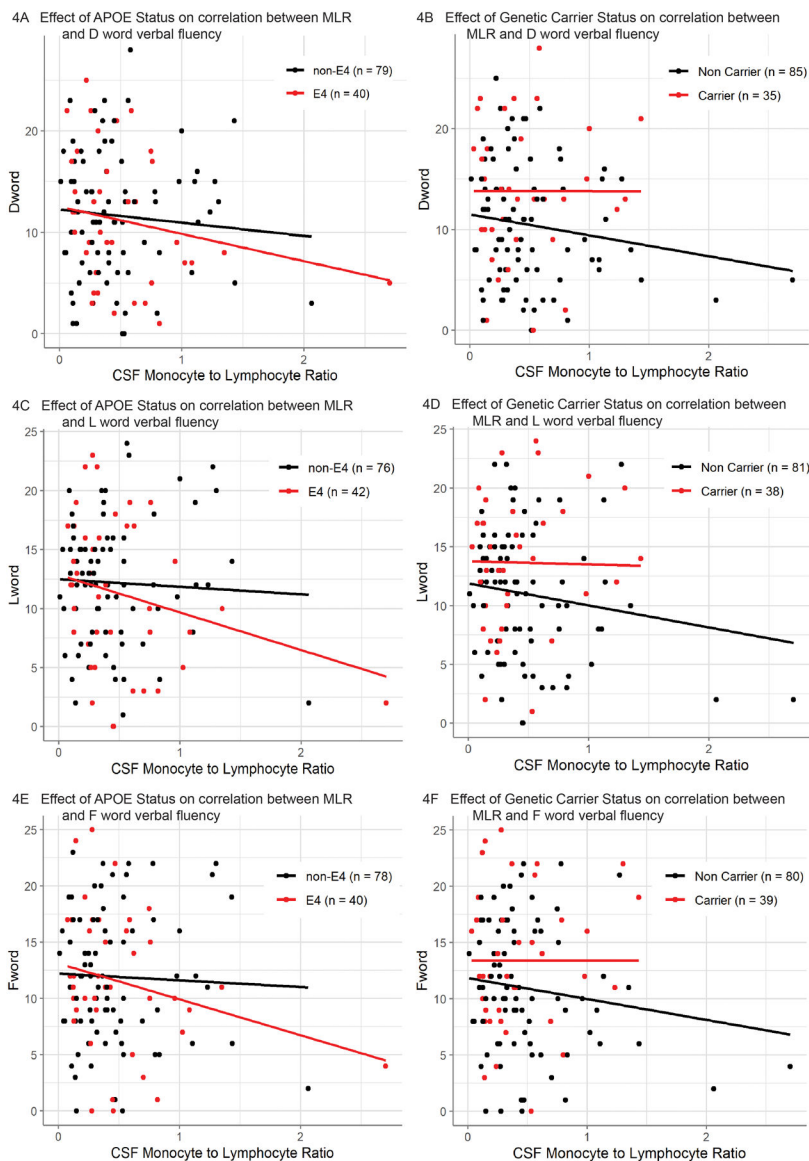 4A Effect of APOE Status on correlation between MLR
and D word verbal fluency
non-E4 (n = 79)
E4 (n = 40)
20
10
0
Dword
0 1 2
CSF Monocyte to Lymphocyte Ratio
4B Effect of Genetic Carrier Status on correlation between
MLR and D word verbal fluency
Non Carrier (n = 85)
Carrier (n = 35)
20
10
0
Dword
0 1 2
CSF Monocyte to Lymphocyte Ratio
4C Effect of APOE Status on correlation between MLR
and L word verbal fluency
25
non-E4 (n = 76)
E4 (n = 42)
20
15
10
5
0
Lword
0 1 2
CSF Monocyte to Lymphocyte Ratio
4D Effect of Genetic Carrier Status on correlation between
MLR and L word verbal fluency
25
Non Carrier (n = 81)
Carrier (n = 38)
20
15
10
5
0
Lword
0 1 2
CSF Monocyte to Lymphocyte Ratio
4E Effect of APOE Status on correlation between MLR
and F word verbal fluency
25
non-E4 (n = 78)
E4 (n = 40)
20
15
10
5
0
Fword
0 1 2
CSF Monocyte to Lymphocyte Ratio
4F Effect of Genetic Carrier Status on correlation between
MLR and F word verbal fluency
25
Non Carrier (n = 80)
Carrier (n = 39)
20
15
10
5
0
Fword
0 1 2
CSF Monocyte to Lymphocyte Ratio